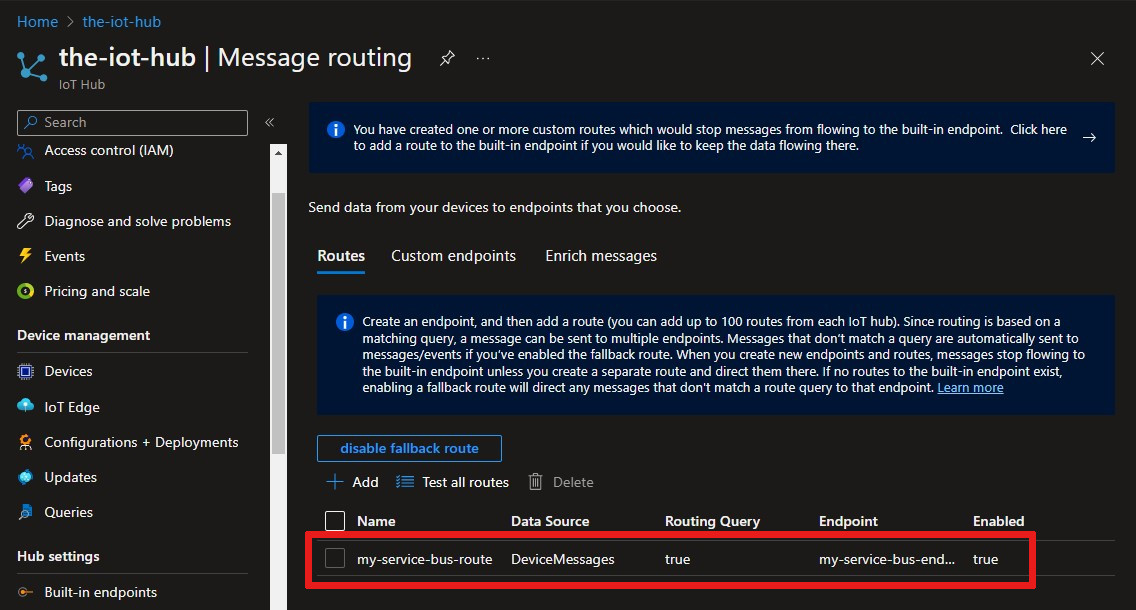 Home > the-iot-hub
the-iot-hub | Message routing
IoT Hub
Search
Access control (IAM)
Tags
Diagnose and solve problems
Events
Pricing and scale
Device management
Devices
IoT Edge
Configurations + Deployments
Updates
Queries
Hub settings
Built-in endpoints
You have created one or more custom routes which would stop messages from flowing to the built-in endpoint. Click here
to add a route to the built-in endpoint if you would like to keep the data flowing there.
Send data from your devices to endpoints that you choose.
Routes Custom endpoints Enrich messages
Create an endpoint, and then add a route (you can add up to 100 routes from each IoT hub). Since routing is based on a
matching query, a message can be sent to multiple endpoints. Messages that don't match a query are automatically sent to
messages/events if you've enabled the fallback route. When you create new endpoints and routes, messages stop flowing to
the built-in endpoint unless you create a separate route and direct them there. If no routes to the built-in endpoint exist,
enabling a fallback route will direct any messages that don't match a route query to that endpoint. Learn more
disable fallback route
Add Test all routes Delete
Name Data Source Routing Query Endpoint Enabled
my-service-bus-route DeviceMessages true my-service-bus-end... true